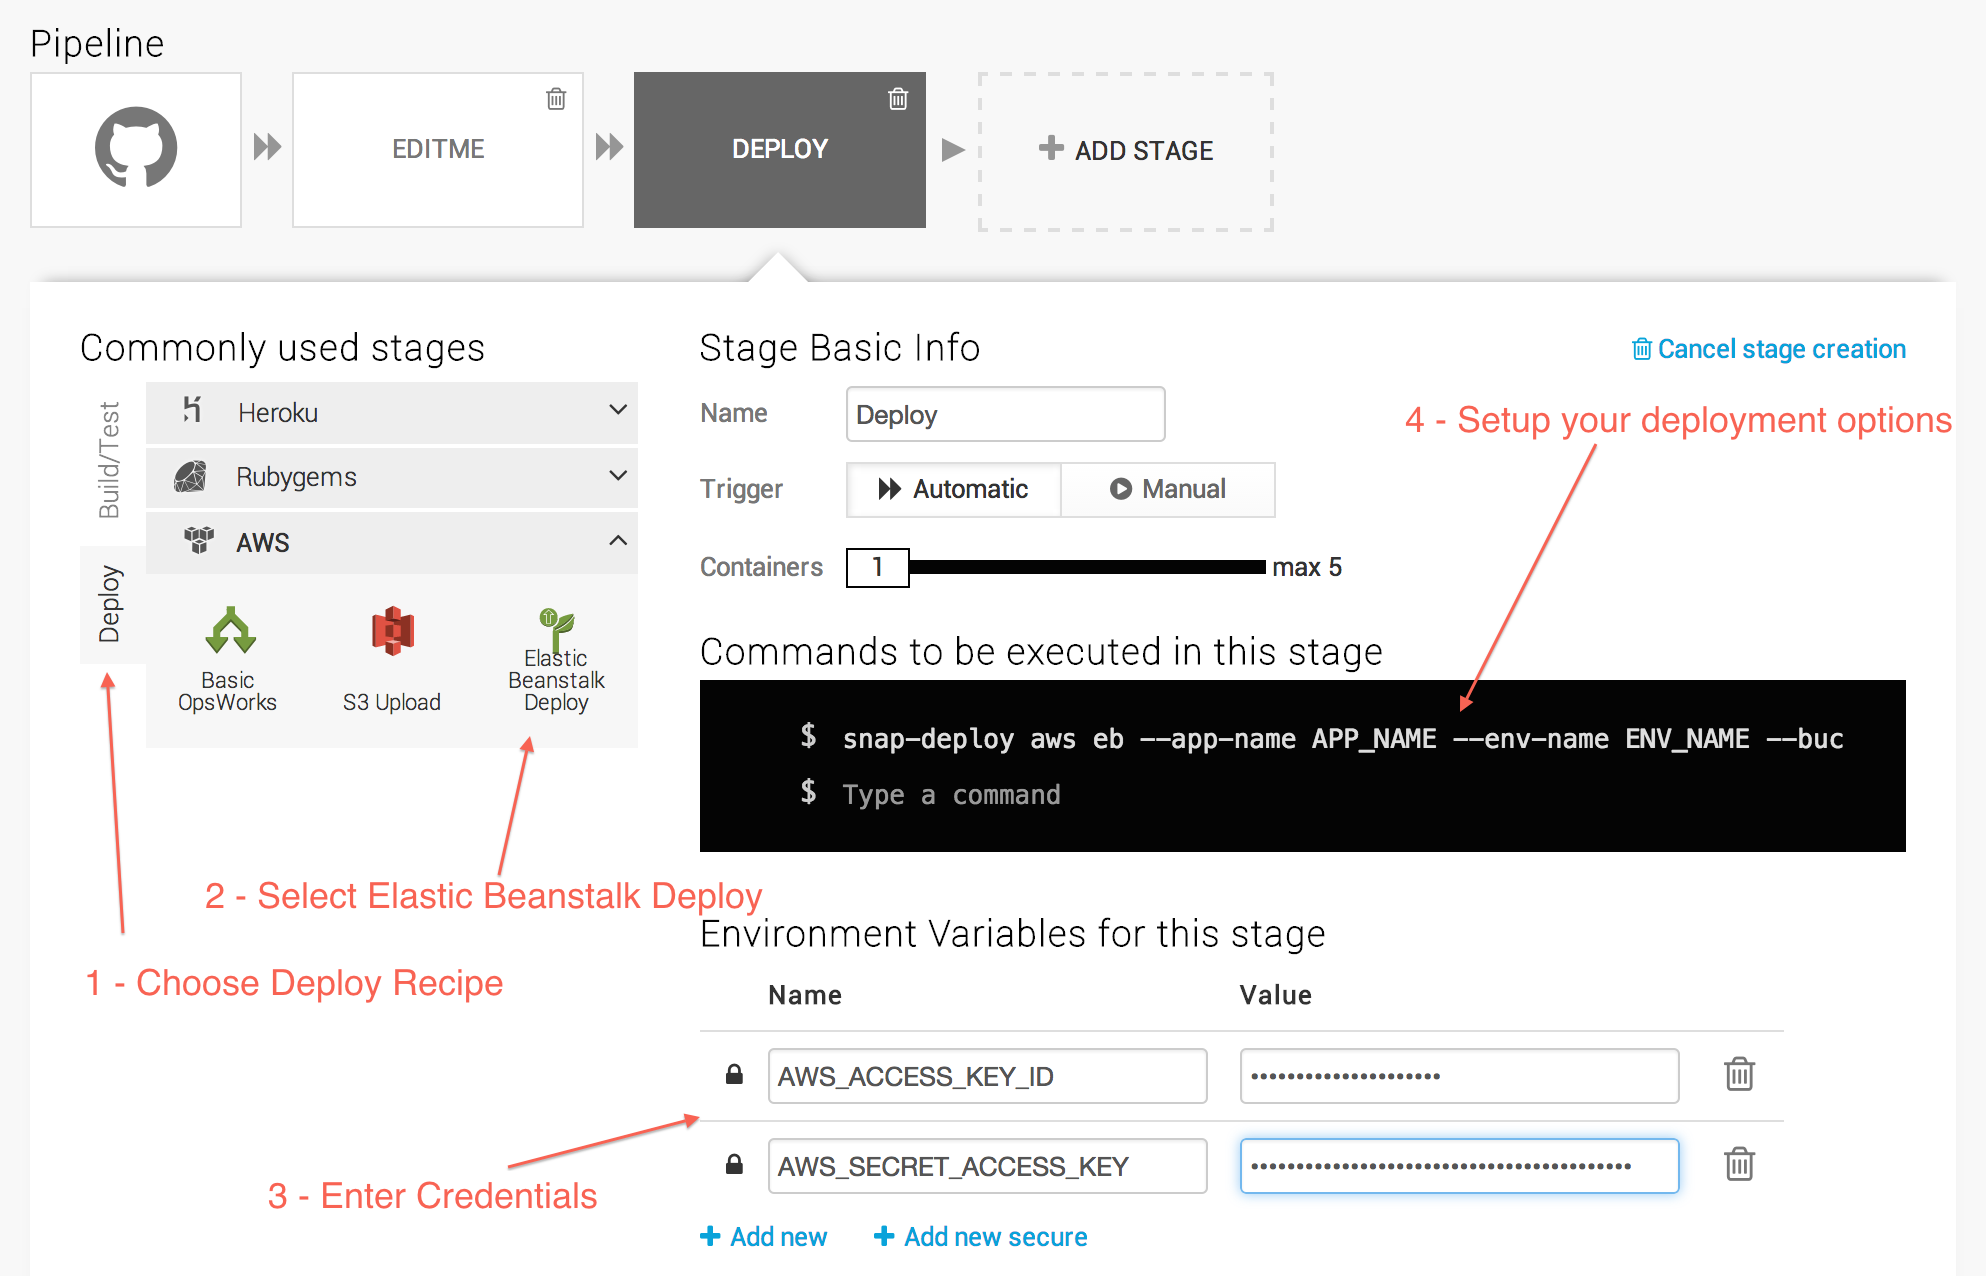 Pipeline
EDITME
DEPLOY
ADD STAGE
Commonly used stages
Build/Test
Deploy
Heroku
Rubygems
AWS
Basic
OpsWorks
S3 Upload
Elastic
Beanstalk
Deploy
1 - Choose Deploy Recipe
2 - Select Elastic Beanstalk Deploy
Stage Basic Info
Cancel stage creation
Name
Deploy
4 - Setup your deployment options
Trigger
Automatic
Manual
Containers
1
max 5
Commands to be executed in this stage
$ snap-deploy aws eb --app-name APP_NAME --env-name ENV_NAME --buc
$ Type a command
Environment Variables for this stage
Name Value
AWS_ACCESS_KEY_ID
AWS_SECRET_ACCESS_KEY
3 - Enter Credentials
Add new
Add new secure